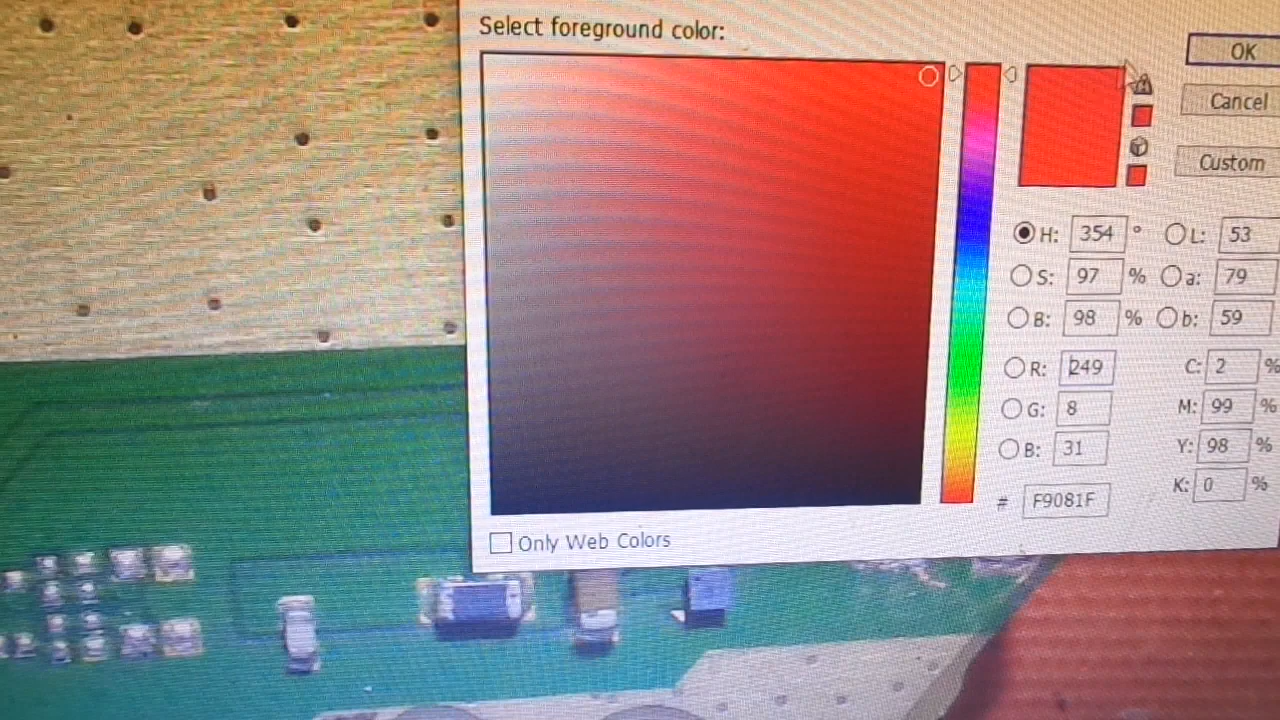 Select foreground color:
OK
Cancel
Custom
H: 354 ° L: 53
S: 97 % a: 79
B: 98 % b: 59
R: 249 C: 2 %
G: 8 M: 99 %
B: 31 Y: 98 %
K: 0 %
# F9081F
Only Web Colors